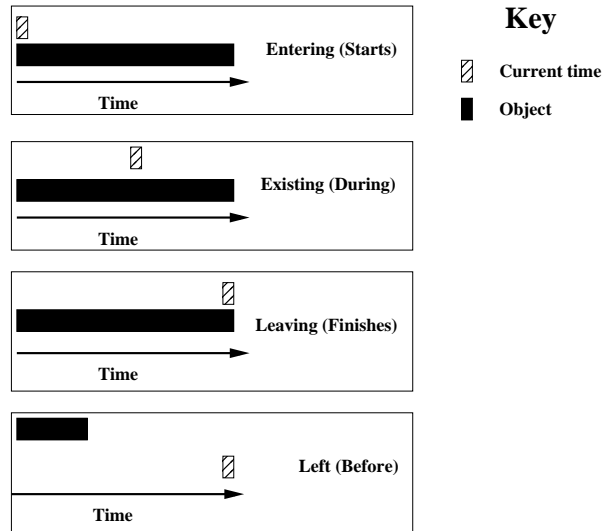 Entering (Starts)
Time
Existing (During)
Time
Leaving (Finishes)
Time
Left (Before)
Time
Key
Current time
Object